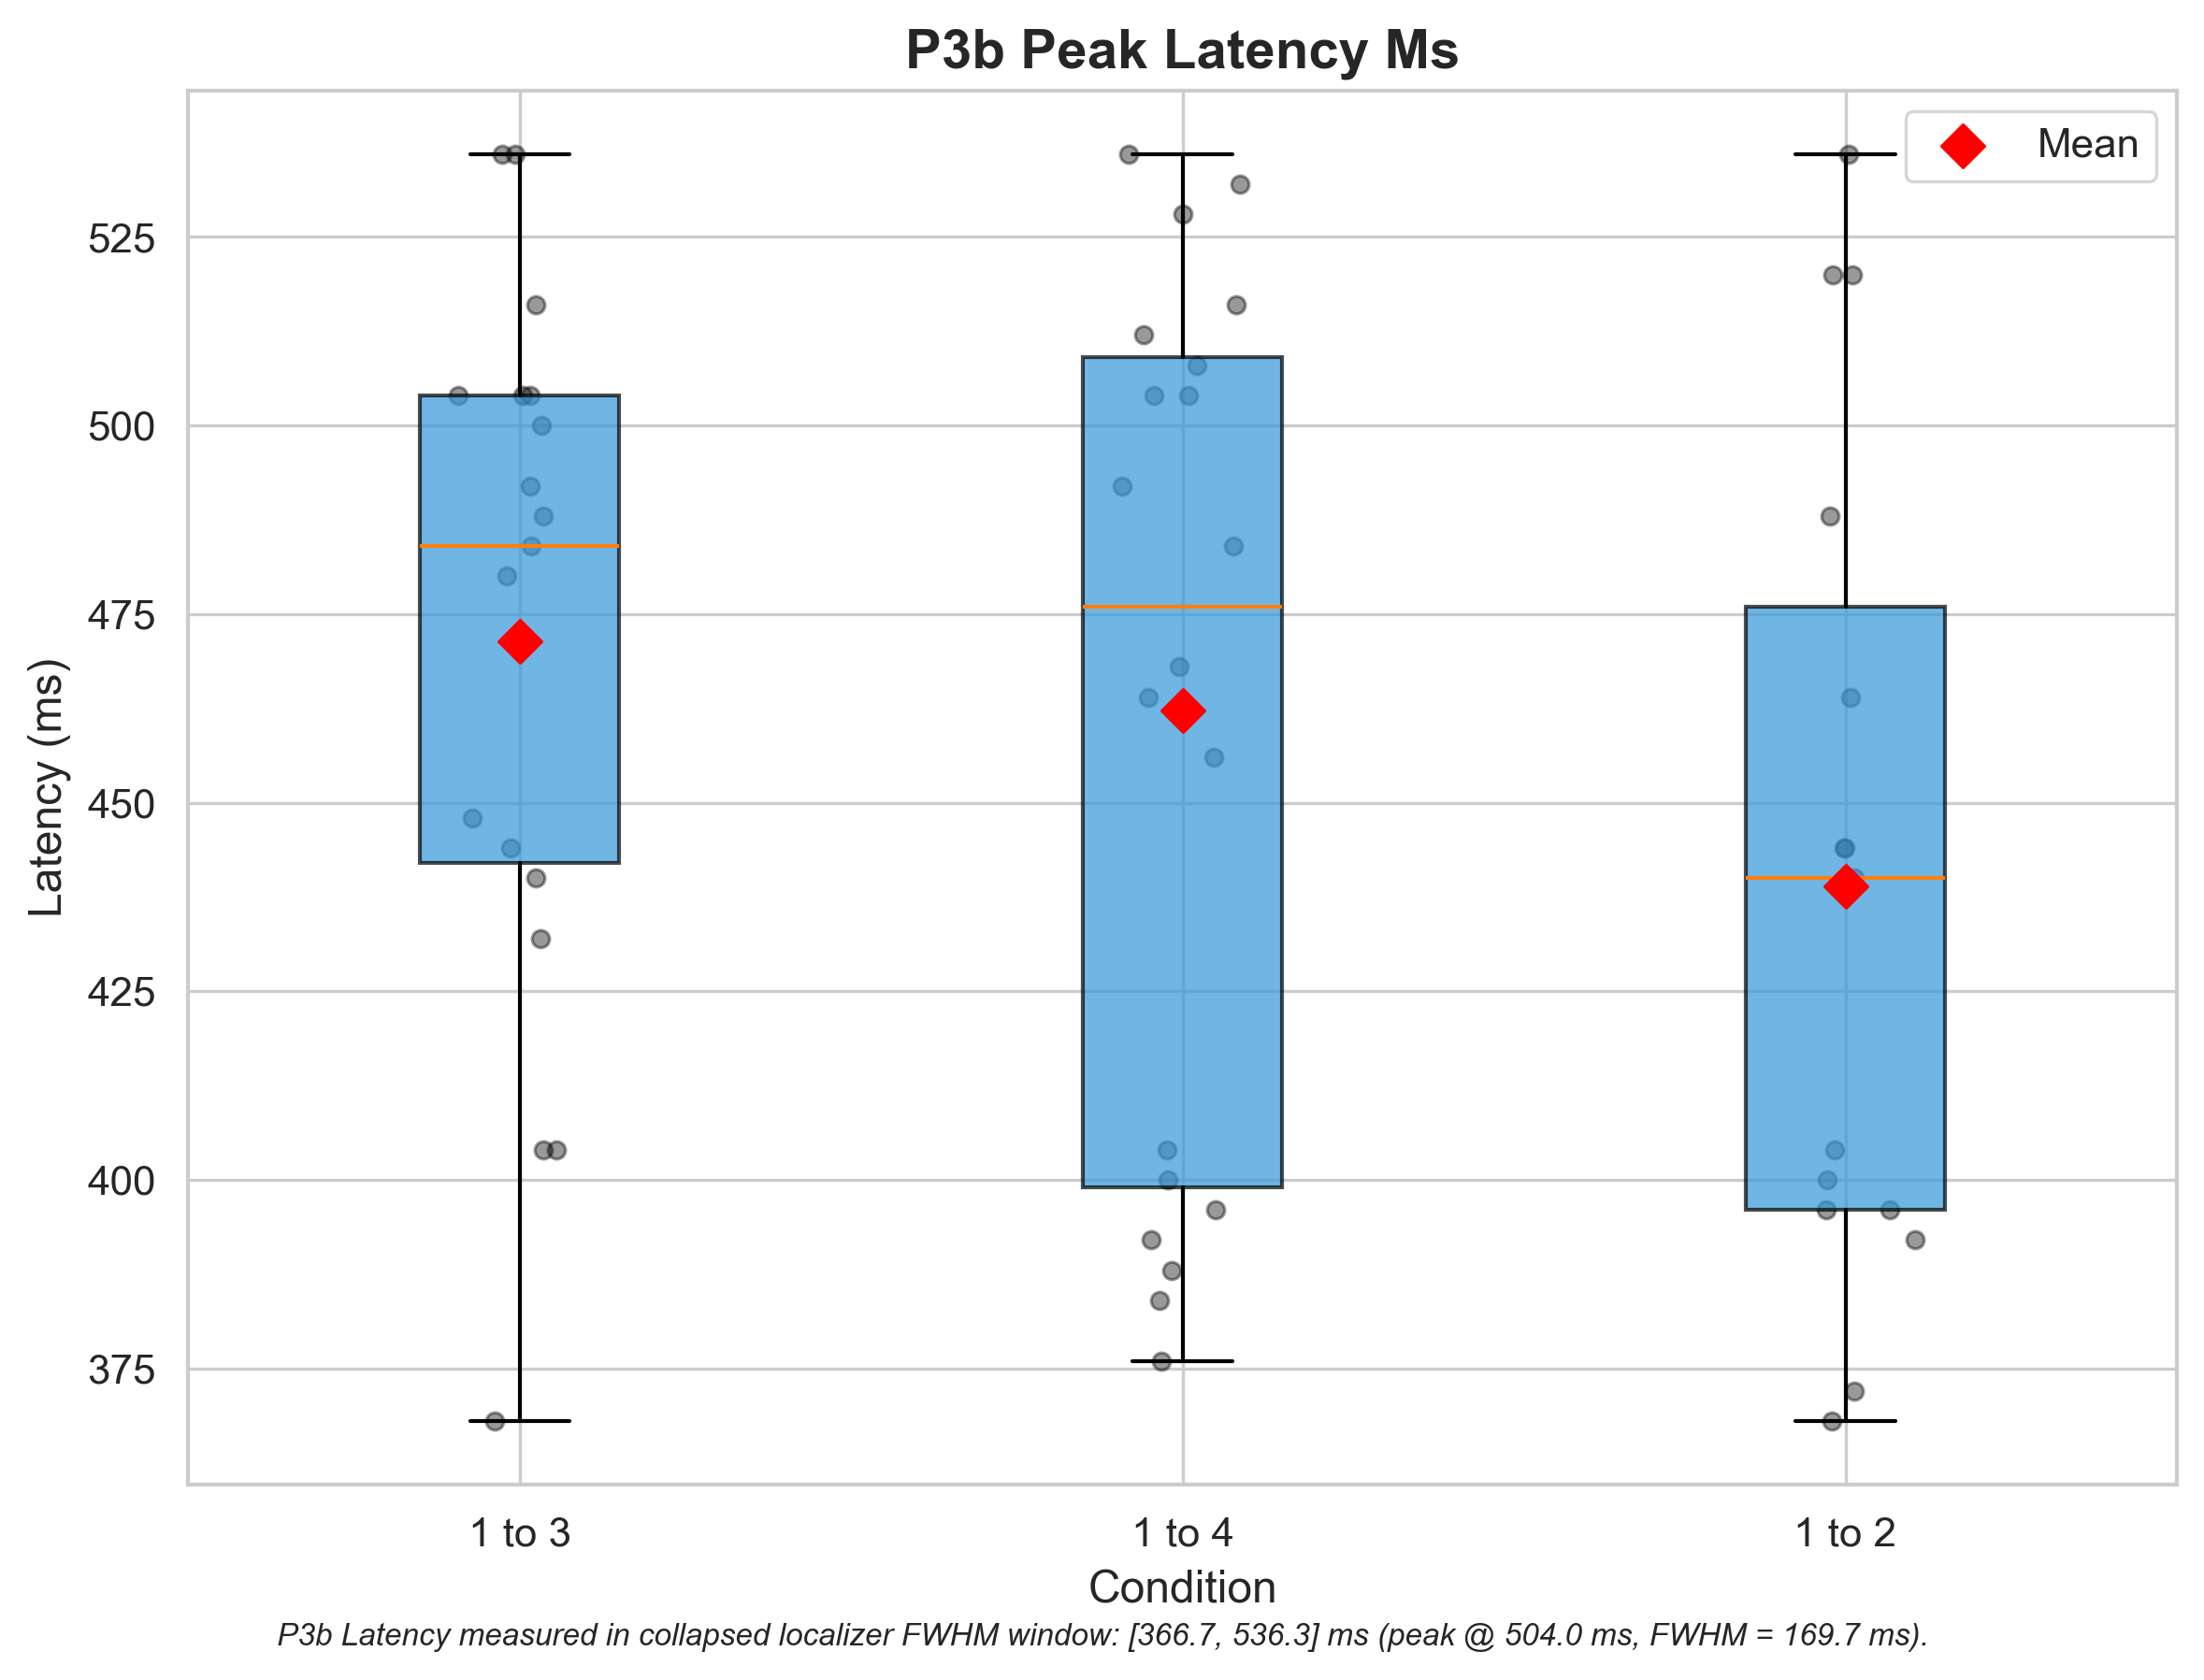 P3b Peak Latency Ms
Mean
525
500
475
450
425
400
375
Latency (ms)
1 to 3
1 to 4
1 to 2
Condition
P3b Latency measured in collapsed localizer FWHM window: [366.7, 536.3] ms (peak @ 504.0 ms, FWHM = 169.7 ms).